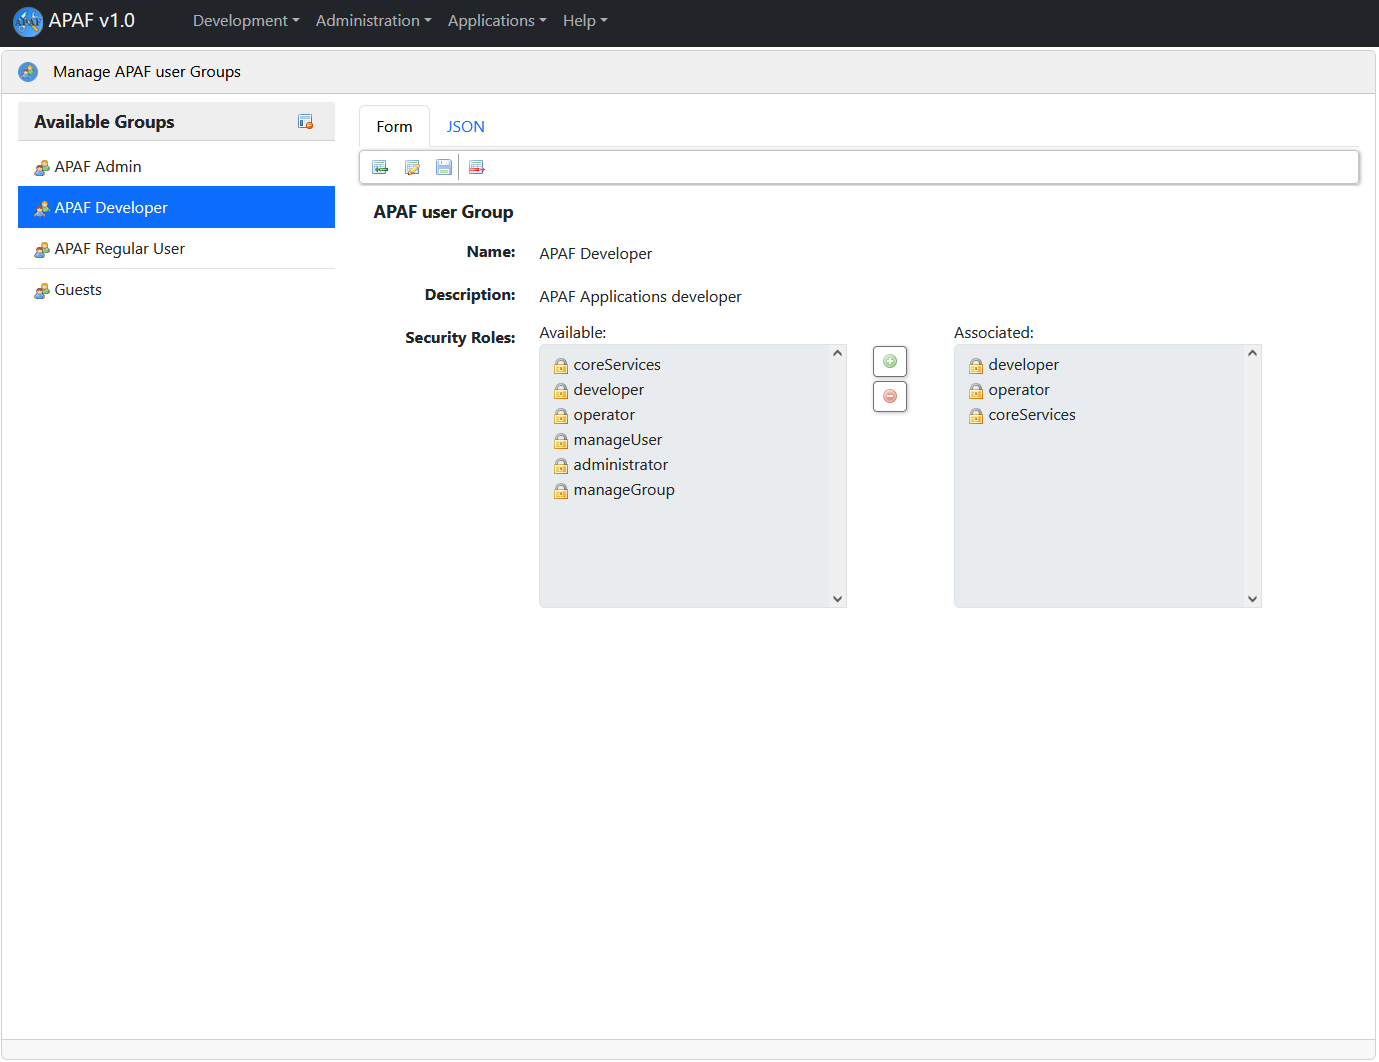 APAF v1.0 Development Administration Applications Help
Manage APAF user Groups
Available Groups
APAF Admin
APAF Developer
APAF Regular User
Guests
Form JSON
APAF user Group
Name: APAF Developer
Description: APAF Applications developer
Security Roles:
Available:
coreServices
developer
operator
manageUser
administrator
manageGroup
Associated:
developer
operator
coreServices